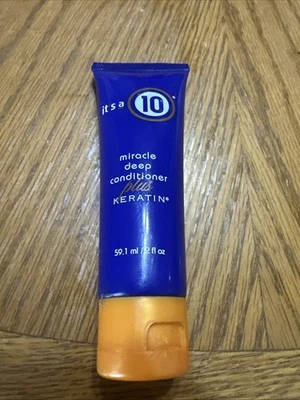 it's a 10®
miracle
deep
conditioner
plus
KERATIN®
59.1 ml / 2 fl oz